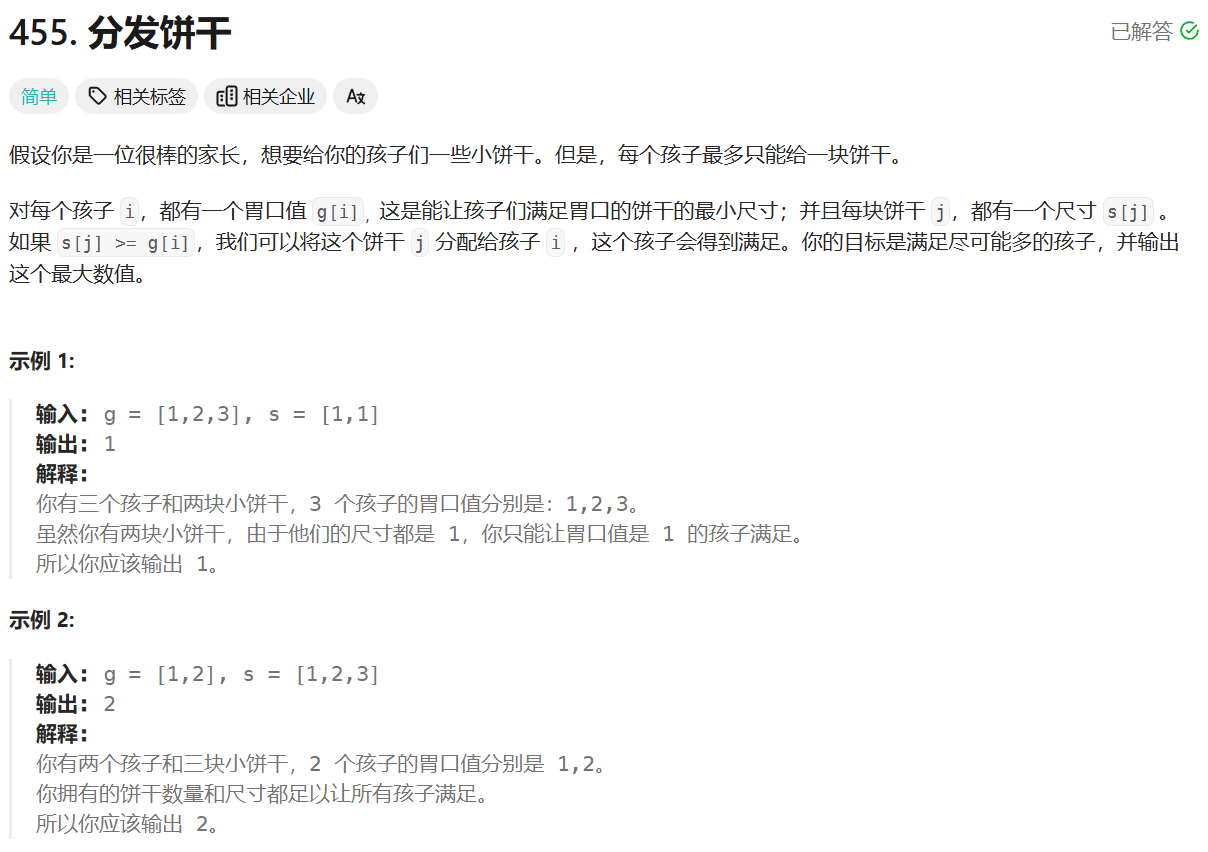 455. 分发饼干
已解答
简单
相关标签
相关企业
A文
假设你是一位很棒的家长，想要给你的孩子们一些小饼干。但是，每个孩子最多只能给一块饼干。
对每个孩子 i，都有一个胃口值 g[i]，这是能让孩子们满足胃口的饼干的最小尺寸；并且每块饼干 j，都有一个尺寸 s[j] 。
如果 s[j] >= g[i]，我们可以将这个饼干 j 分配给孩子 i ，这个孩子会得到满足。你的目标是满足尽可能多的孩子，并输出
这个最大数值。
示例 1:
输入: g = [1,2,3], s = [1,1]
输出: 1
解释:
你有三个孩子和两块小饼干，3 个孩子的胃口值分别是：1,2,3。
虽然你有两块小饼干，由于他们的尺寸都是 1，你只能让胃口值是 1 的孩子满足。
所以你应该输出 1。
示例 2:
输入: g = [1,2], s = [1,2,3]
输出: 2
解释:
你有两个孩子和三块小饼干，2 个孩子的胃口值分别是 1,2。
你拥有的饼干数量和尺寸都足以让所有孩子满足。
所以你应该输出 2。